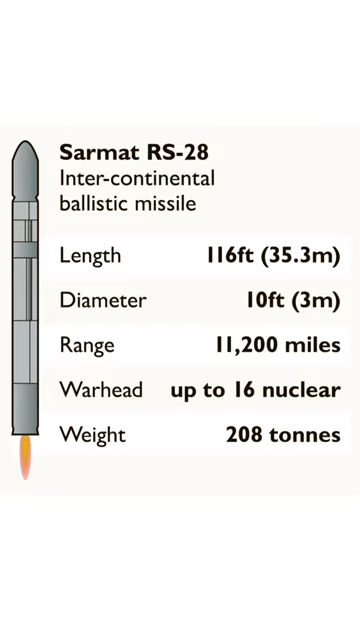 Sarmat RS-28
Inter-continental
ballistic missile
Length 116ft (35.3m)
Diameter 10ft (3m)
Range 11,200 miles
Warhead up to 16 nuclear
Weight 208 tonnes